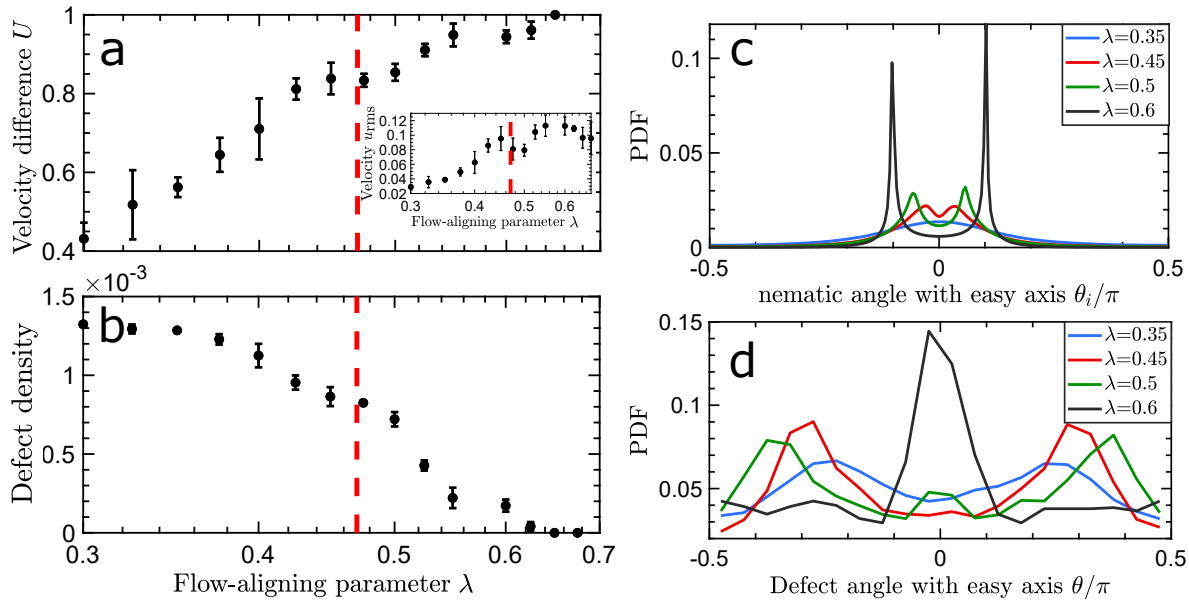 a
Velocity difference U
1
0.8
0.6
0.4
Velocity u_rms
0.12
0.10
0.08
0.06
0.04
0.02
0.3
0.4
0.5
0.6
Flow-aligning parameter λ
×10⁻³
b
Defect density
1.5
1
0.5
0
0.3
0.4
0.5
0.6
0.7
Flow-aligning parameter λ
c
PDF
0.1
0.05
0
-0.5
0
0.5
nematic angle with easy axis θᵢ/π
λ=0.35
λ=0.45
λ=0.5
λ=0.6
d
PDF
0.15
0.1
0.05
-0.5
0
0.5
Defect angle with easy axis θ/π
λ=0.35
λ=0.45
λ=0.5
λ=0.6